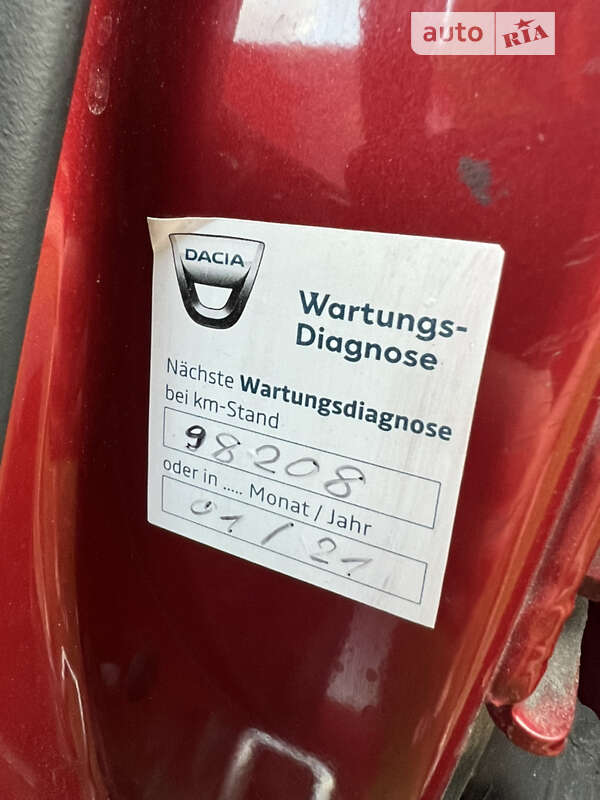 auto RIA
DACIA
Wartungs-
Diagnose
Nächste Wartungsdiagnose
bei km-Stand
98208
oder in ..... Monat / Jahr
01 / 21